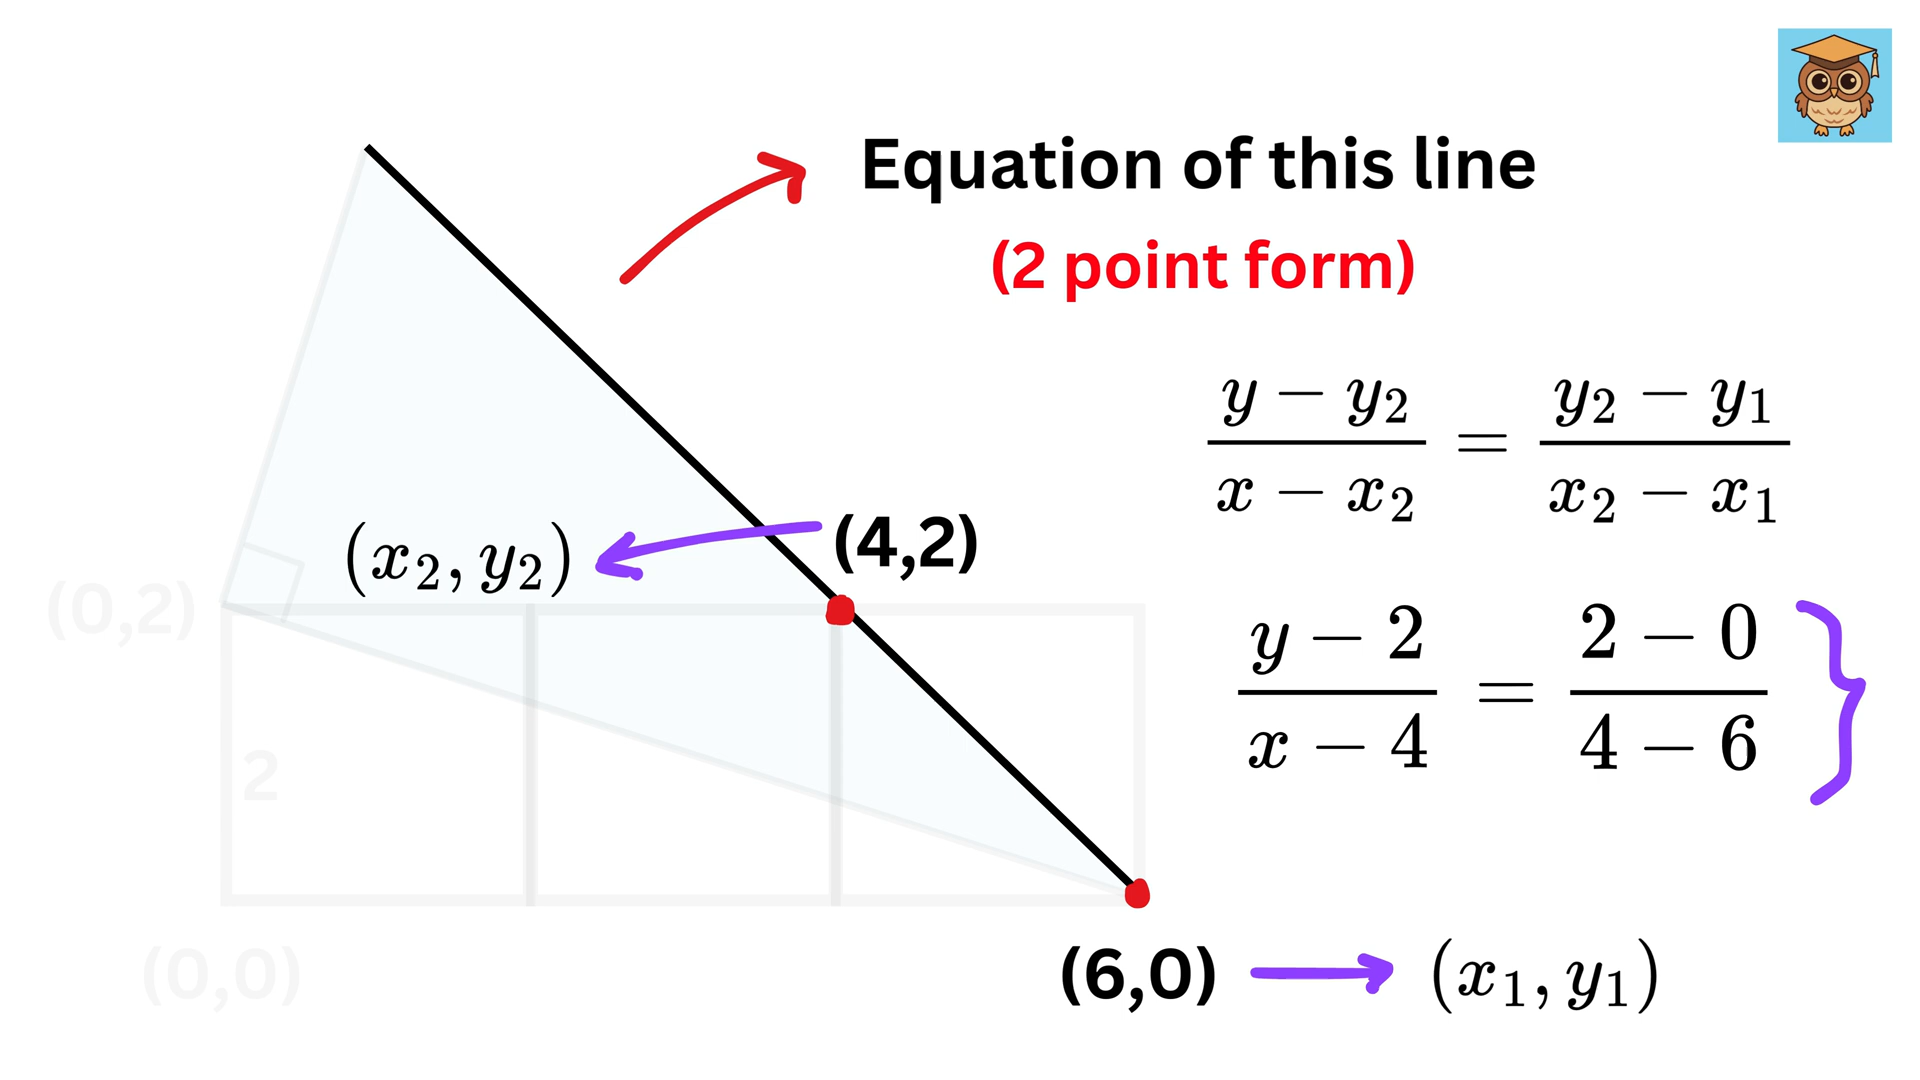 Equation of this line
(2 point form)
y − y₂ / x − x₂ = y₂ − y₁ / x₂ − x₁
(x₂, y₂)
(4,2)
(0,2)
y − 2 / x − 4 = 2 − 0 / 4 − 6
2
(0,0)
(6,0)
(x₁, y₁)